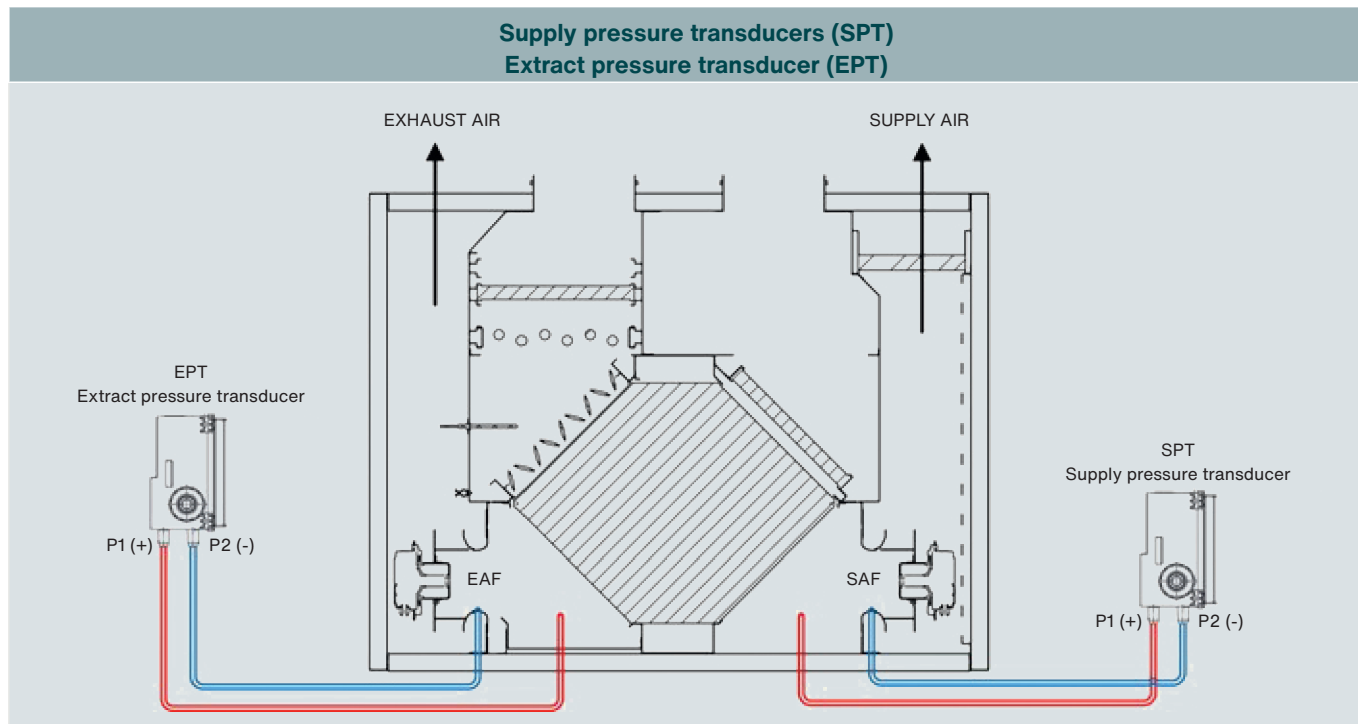 Supply pressure transducers (SPT)
Extract pressure transducer (EPT)
EXHAUST AIR
SUPPLY AIR
EPT
Extract pressure transducer
P1 (+)
P2 (-)
EAF
SAF
SPT
Supply pressure transducer
P1 (+)
P2 (-)